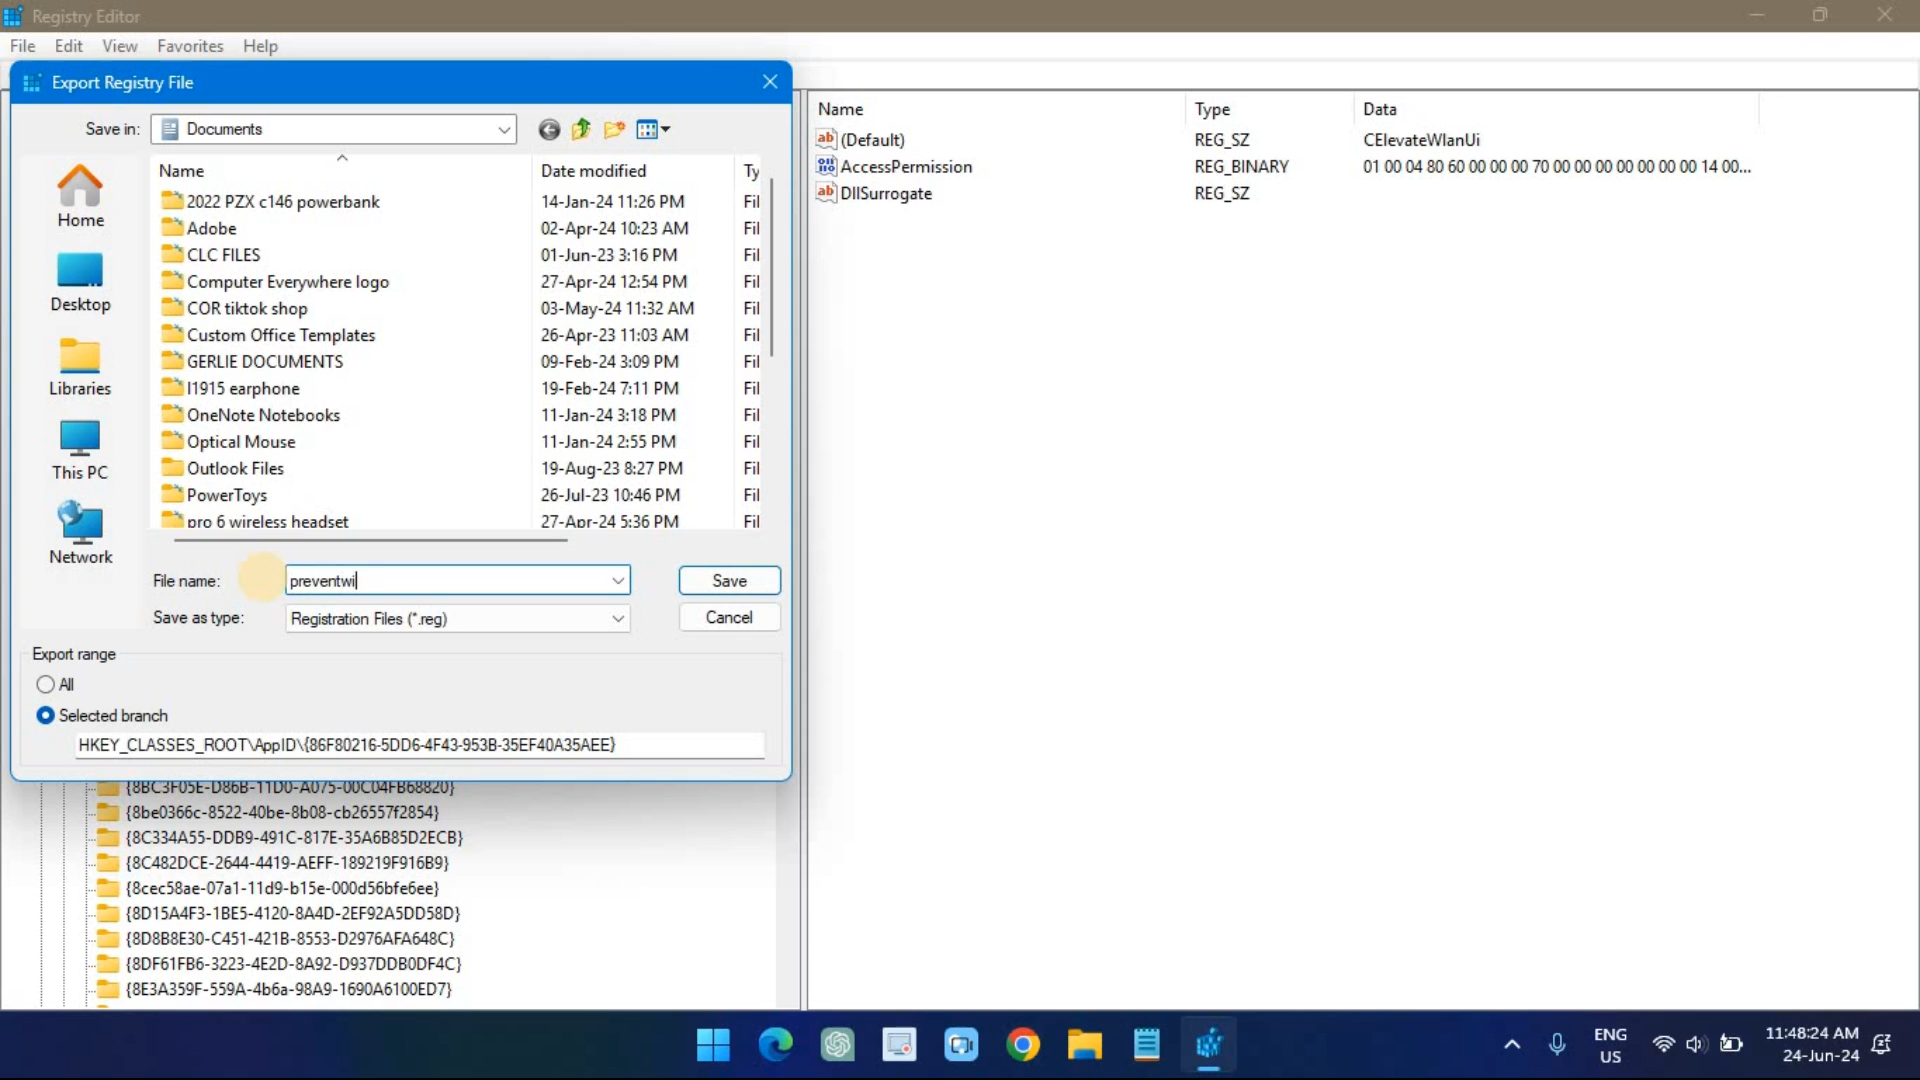 Registry Editor
File Edit View Favorites Help
Export Registry File
Save in: Documents
Name Date modified Ty
2022 PZX c146 powerbank 14-Jan-24 11:26 PM Fil
Adobe 02-Apr-24 10:23 AM Fil
CLC FILES 01-Jun-23 3:16 PM Fil
Computer Everywhere logo 27-Apr-24 12:54 PM Fil
COR tiktok shop 03-May-24 11:32 AM Fil
Custom Office Templates 26-Apr-23 11:03 AM Fil
GERLIE DOCUMENTS 09-Feb-24 3:09 PM Fil
I1915 earphone 19-Feb-24 7:11 PM Fil
OneNote Notebooks 11-Jan-24 3:18 PM Fil
Optical Mouse 11-Jan-24 2:55 PM Fil
Outlook Files 19-Aug-23 8:27 PM Fil
PowerToys 26-Jul-23 10:46 PM Fil
pro 6 wireless headset 27-Apr-24 5:36 PM Fil
Home
Desktop
Libraries
This PC
Network
File name: preventwi Save
Save as type: Registration Files (*.reg) Cancel
Export range
All
Selected branch
HKEY_CLASSES_ROOT\AppID\{86F80216-5DD6-4F43-953B-35EF40A35AEE}
{8BC3F05E-D86B-11D0-A075-00C04FB68820}
{8be0366c-8522-40be-8b08-cb26557f2854}
{8C334A55-DDB9-491C-817E-35A6B85D2ECB}
{8C482DCE-2644-4419-AEFF-189219F916B9}
{8cec58ae-07a1-11d9-b15e-000d56bfe6ee}
{8D15A4F3-1BE5-4120-8A4D-2EF92A5DD58D}
{8D8B8E30-C451-421B-8553-D2976AFA648C}
{8DF61FB6-3223-4E2D-8A92-D937DDB0DF4C}
{8E3A359F-559A-4b6a-98A9-1690A6100ED7}
Name Type Data
(Default) REG_SZ CElevateWlanUi
AccessPermission REG_BINARY 01 00 04 80 60 00 00 00 70 00 00 00 00 00 00 00 14 00...
DllSurrogate REG_SZ
ENG
US
11:48:24 AM
24-Jun-24